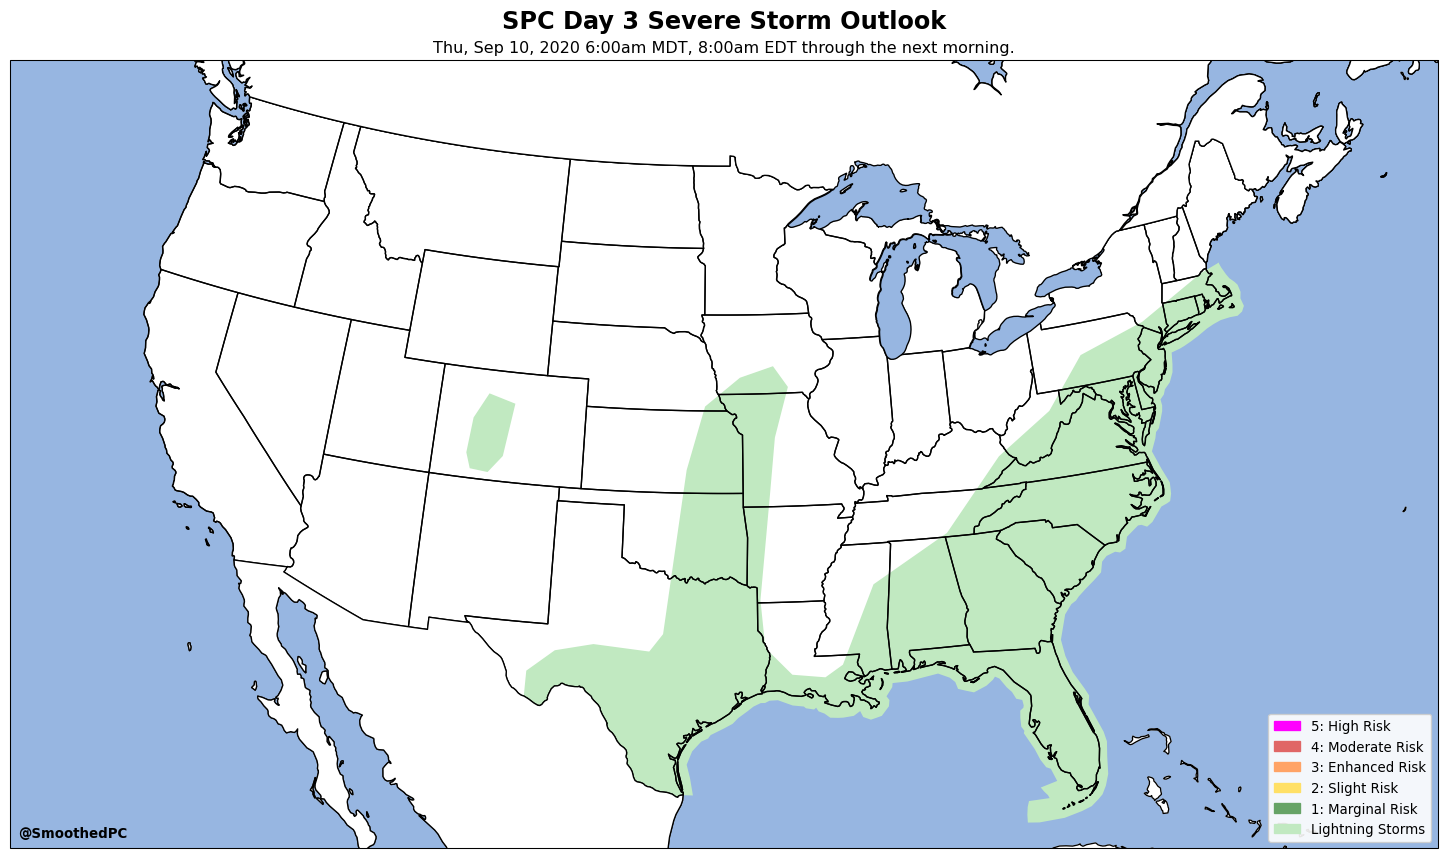 SPC Day 3 Severe Storm Outlook
Thu, Sep 10, 2020 6:00am MDT, 8:00am EDT through the next morning.
5: High Risk
4: Moderate Risk
3: Enhanced Risk
2: Slight Risk
1: Marginal Risk
Lightning Storms
@SmoothedPC